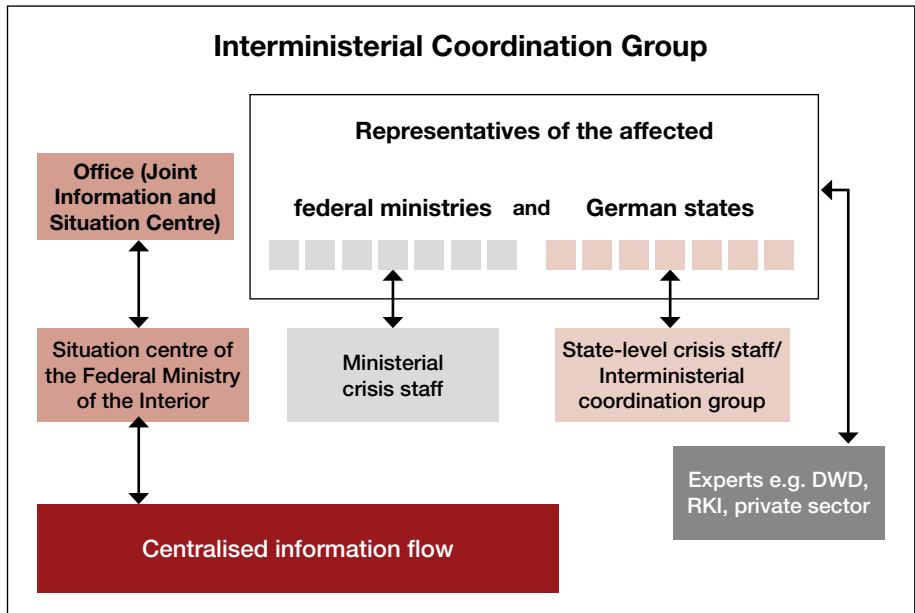 Interministerial Coordination Group
Representatives of the affected
federal ministries and German states
Office (Joint
Information and
Situation Centre)
Situation centre of
the Federal Ministry
of the Interior
Ministerial
crisis staff
State-level crisis staff/
Interministerial
coordination group
Experts e.g. DWD,
RKI, private sector
Centralised information flow